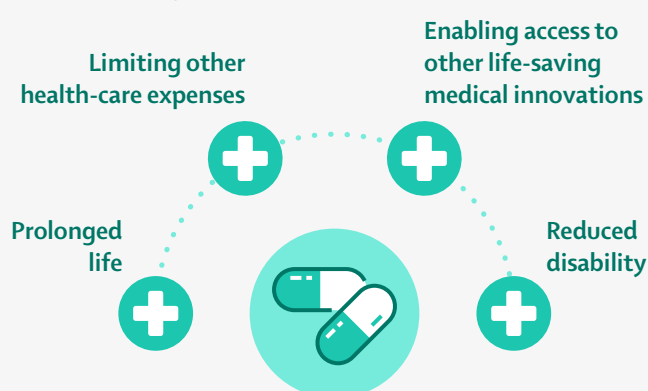 Limiting other
health-care expenses
Enabling access to
other life-saving
medical innovations
Prolonged
life
Reduced
disability